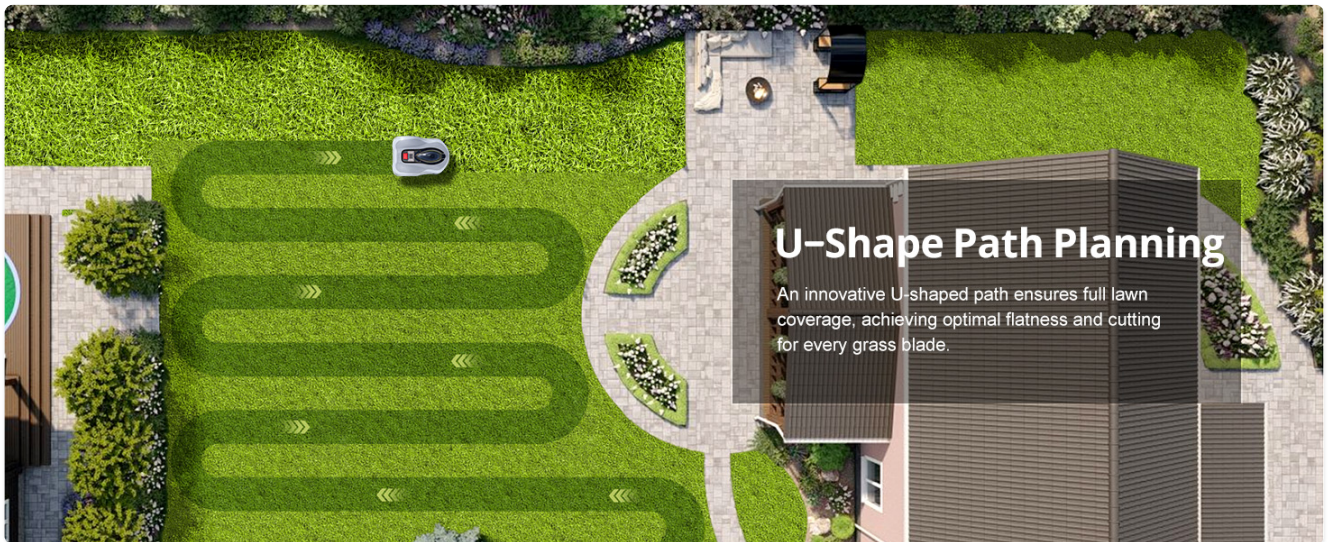 U-Shape Path Planning
An innovative U-shaped path ensures full lawn
coverage, achieving optimal flatness and cutting
for every grass blade.